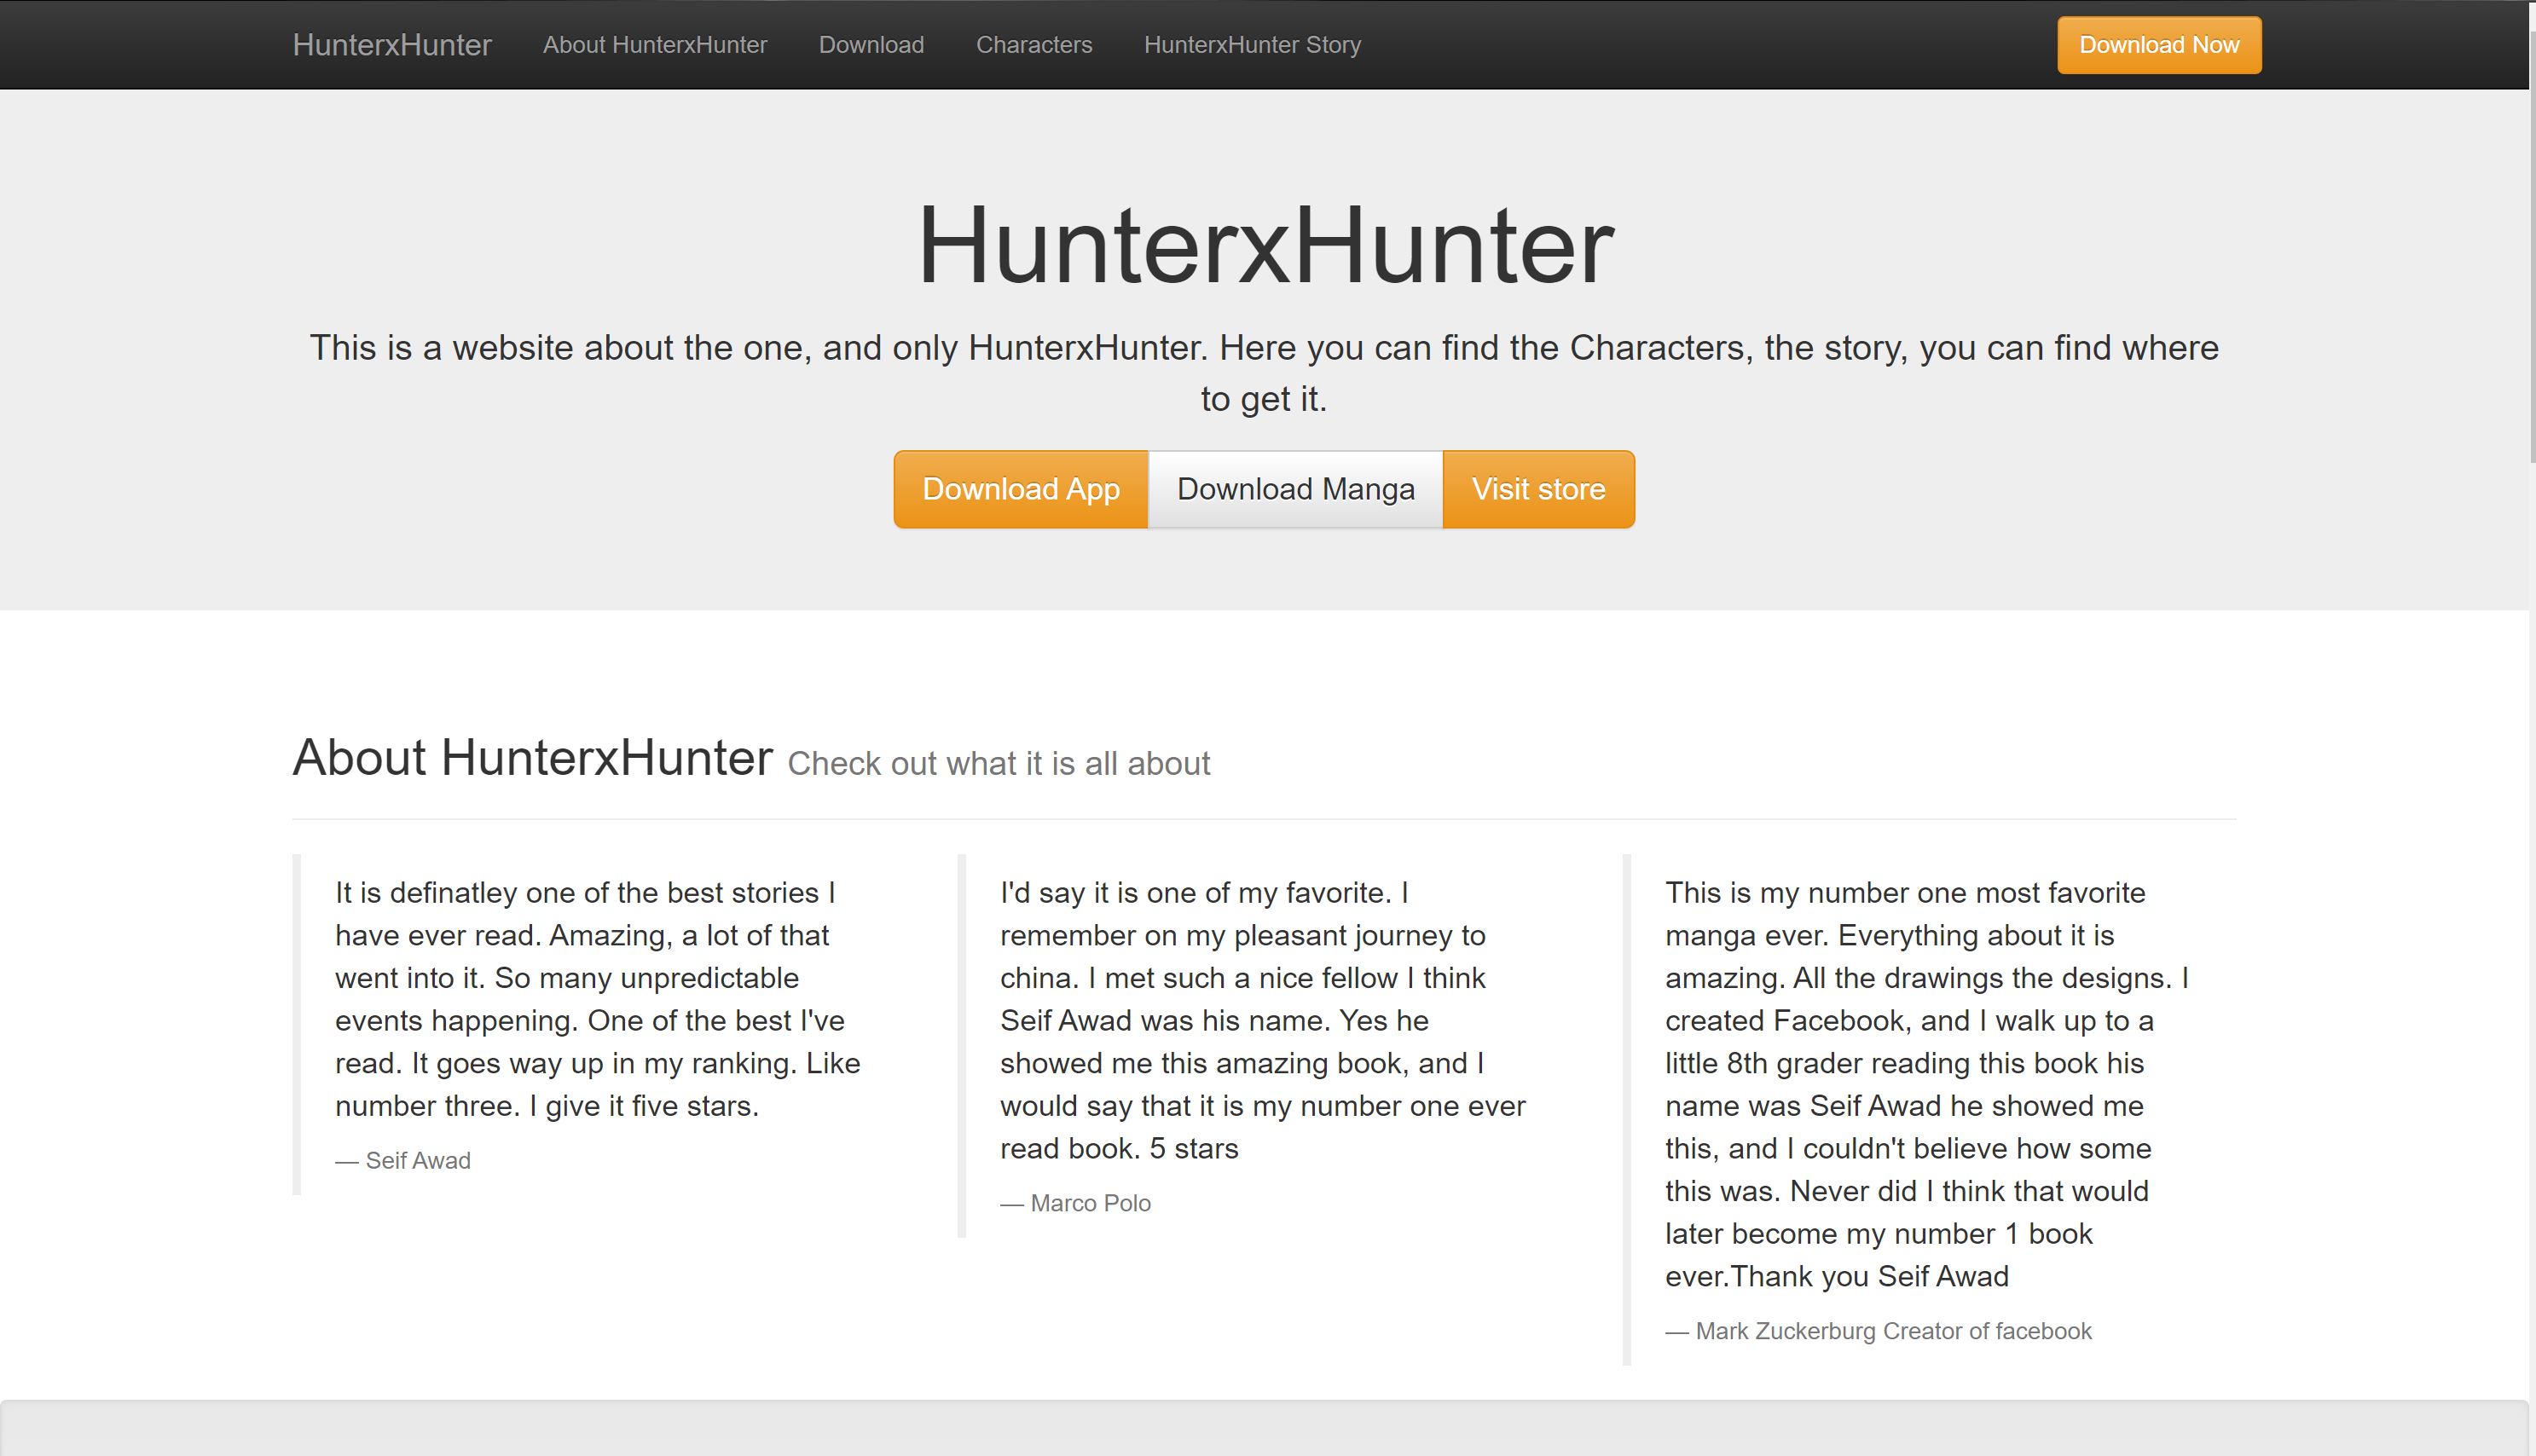 HunterxHunter
About HunterxHunter
Download
Characters
HunterxHunter Story
Download Now
HunterxHunter
This is a website about the one, and only HunterxHunter. Here you can find the Characters, the story, you can find where
to get it.
Download App
Download Manga
Visit store
About HunterxHunter Check out what it is all about
It is definatley one of the best stories I
have ever read. Amazing, a lot of that
went into it. So many unpredictable
events happening. One of the best I've
read. It goes way up in my ranking. Like
number three. I give it five stars.
— Seif Awad
I'd say it is one of my favorite. I
remember on my pleasant journey to
china. I met such a nice fellow I think
Seif Awad was his name. Yes he
showed me this amazing book, and I
would say that it is my number one ever
read book. 5 stars
— Marco Polo
This is my number one most favorite
manga ever. Everything about it is
amazing. All the drawings the designs. I
created Facebook, and I walk up to a
little 8th grader reading this book his
name was Seif Awad he showed me
this, and I couldn't believe how some
this was. Never did I think that would
later become my number 1 book
ever.Thank you Seif Awad
— Mark Zuckerburg Creator of facebook